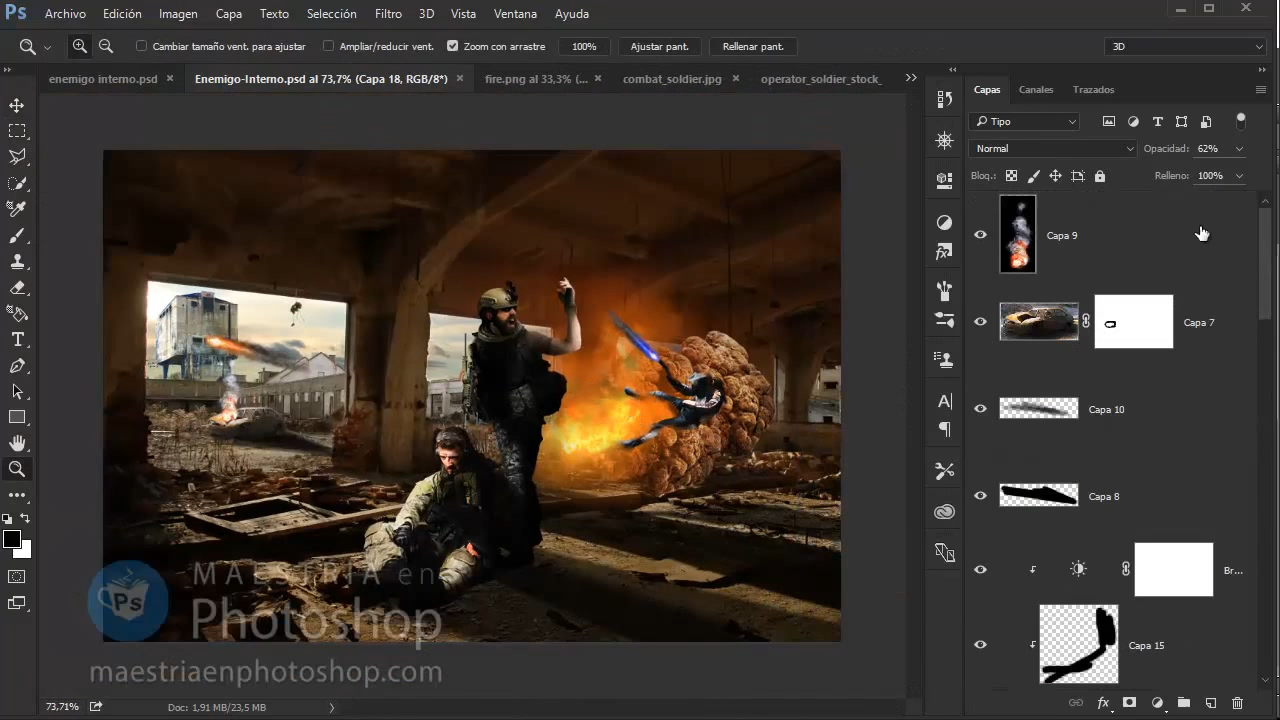 Ps Archivo Edición Imagen Capa Texto Selección Filtro 3D Vista Ventana Ayuda
Cambiar tamaño vent. para ajustar Ampliar/reducir vent. Zoom con arrastre 100% Ajustar pant. Rellenar pant. 3D
enemigo interno.psd Enemigo-Interno.psd al 73,7% (Capa 18, RGB/8*) fire.png al 33,3% (... combat_soldier.jpg operator_soldier_stock_
Capas Canales Trazados
Tipo
Normal Opacidad: 62%
Bloq.: Relleno: 100%
Capa 9
Capa 7
Capa 10
Capa 8
Br...
Capa 15
Ps
MAESTRIA en
Photoshop
maestriaenphotoshop.com
73,71% Doc: 1,91 MB/23,5 MB